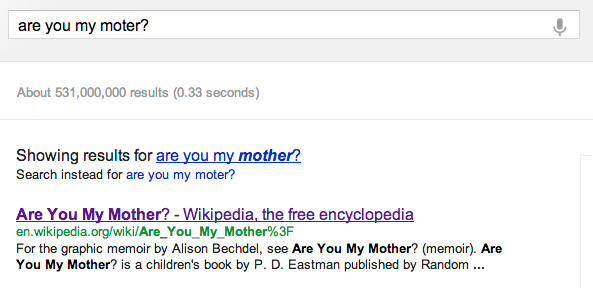 are you my moter?
About 531,000,000 results (0.33 seconds)
Showing results for are you my mother?
Search instead for are you my moter?
Are You My Mother? - Wikipedia, the free encyclopedia
en.wikipedia.org/wiki/Are_You_My_Mother%3F
For the graphic memoir by Alison Bechdel, see Are You My Mother? (memoir). Are
You My Mother? is a children's book by P. D. Eastman published by Random ...